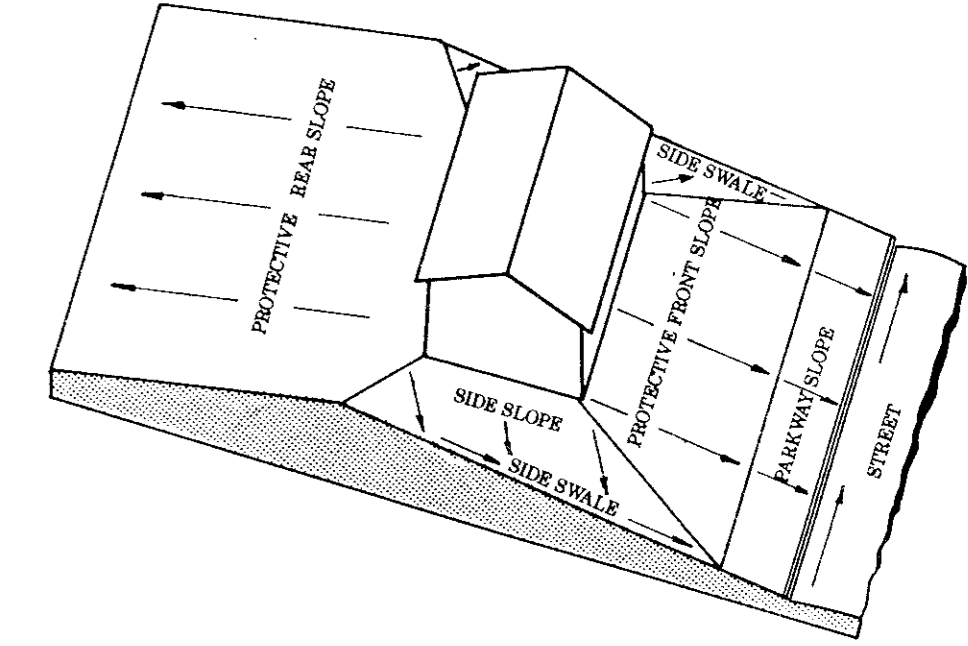 PROTECTIVE REAR SLOPE
SIDE SWALE
PROTECTIVE FRONT SLOPE
PARKWAY SLOPE
STREET
SIDE SLOPE
SIDE SWALE